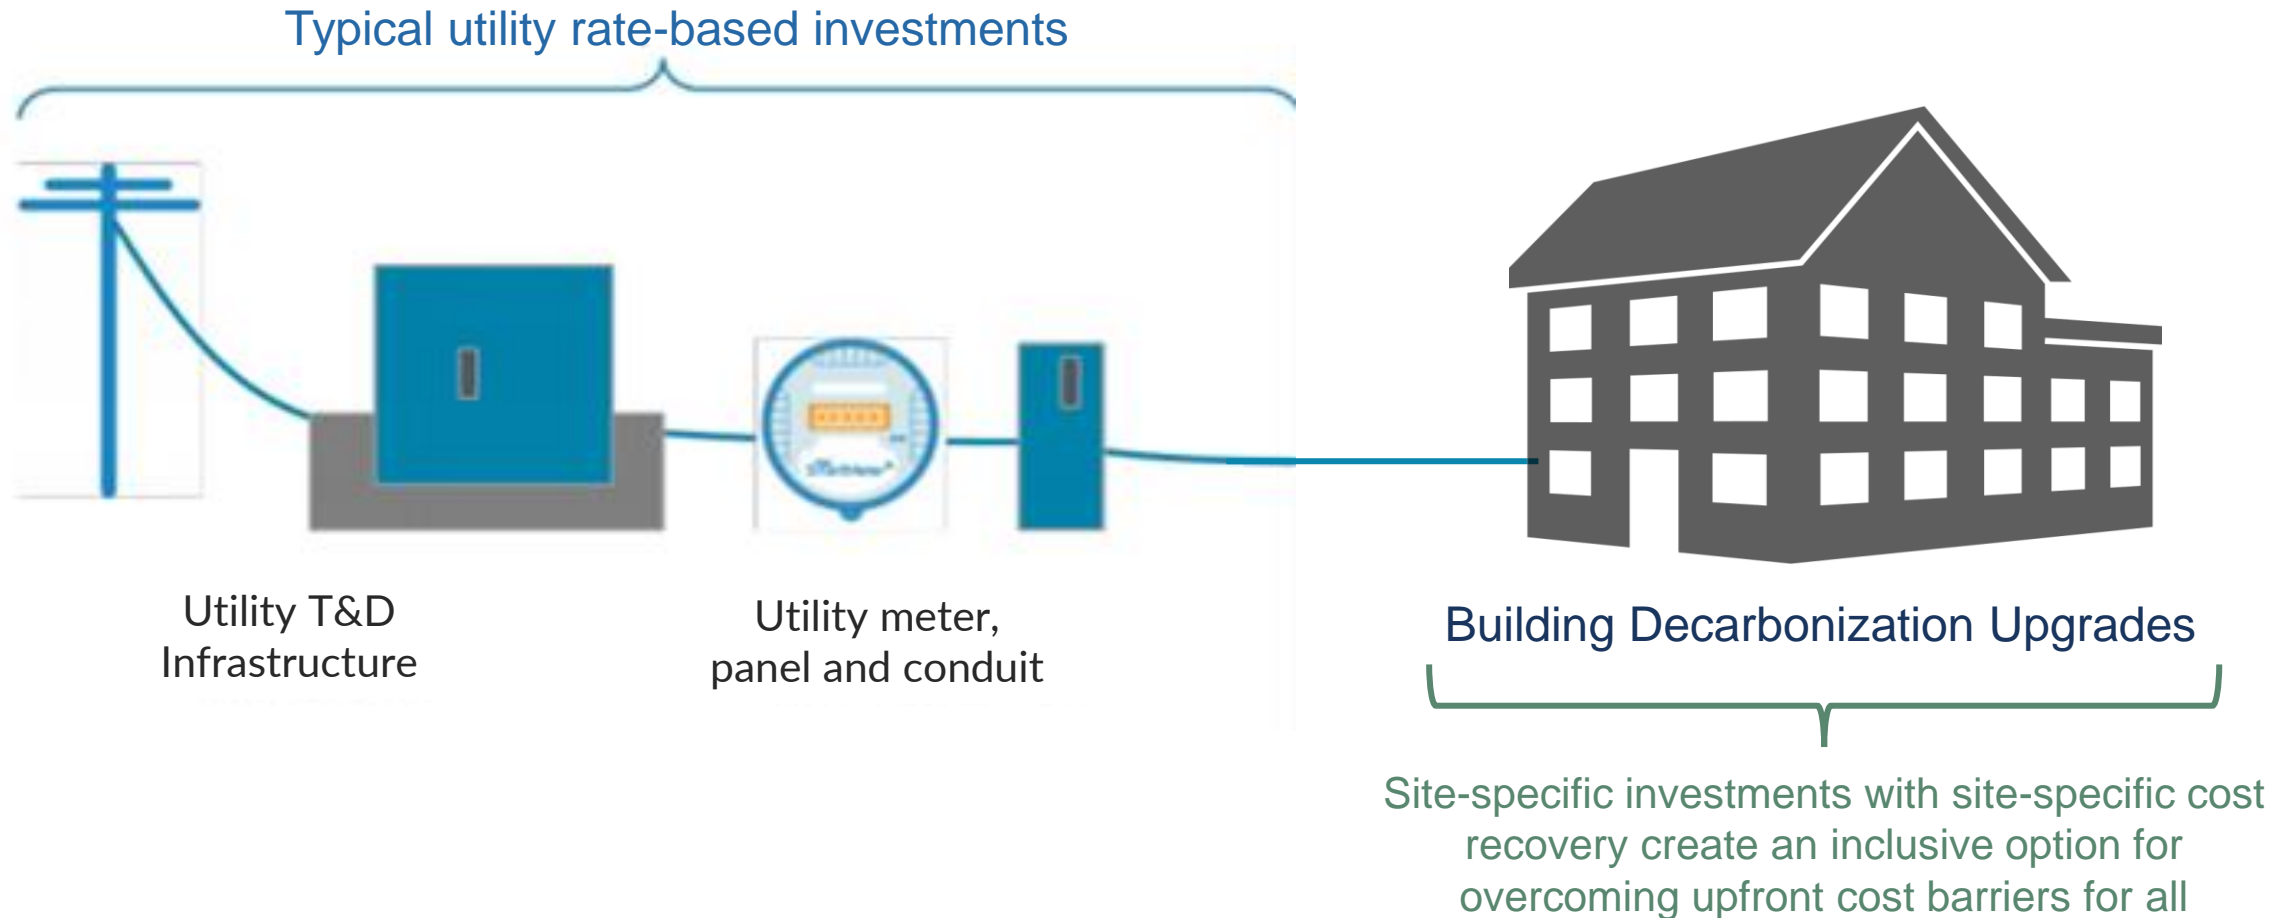 Typical utility rate-based investments
Utility T&D
Infrastructure
Utility meter,
panel and conduit
Building Decarbonization Upgrades
Site-specific investments with site-specific cost
recovery create an inclusive option for
overcoming upfront cost barriers for all